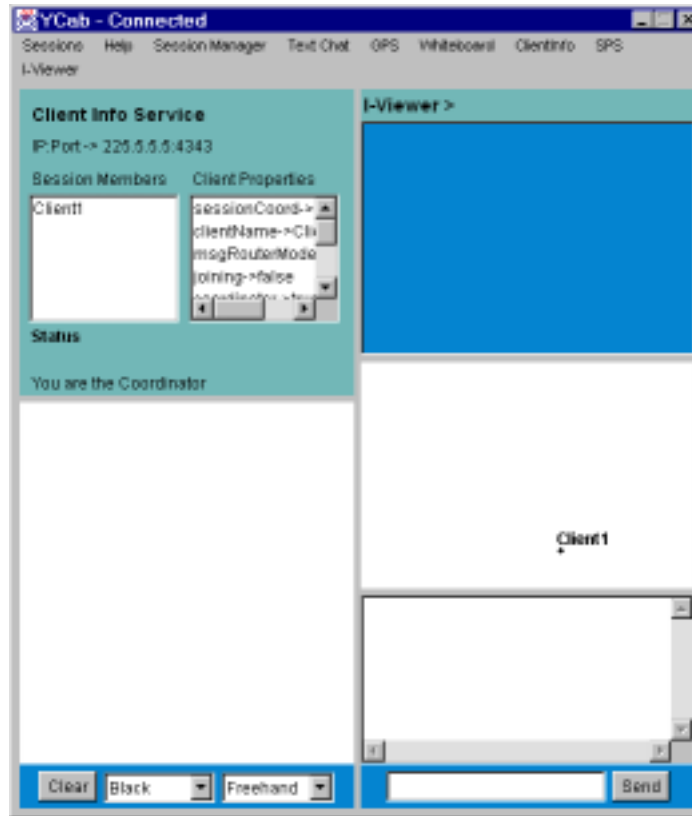 YCab - Connected
Sessions Help Session Manager Text Chat GPS Whiteboard ClientInfo SPS
I-Viewer
Client Info Service
IP:Port-> 225.5.5.5:4343
Session Members Client Properties
Client1
sessionCoord->
clientName->Cli
msgRouterMode
joining->false
coordinator->true
Status
You are the Coordinator
I-Viewer >
Client1
Clear Black Freehand
Send